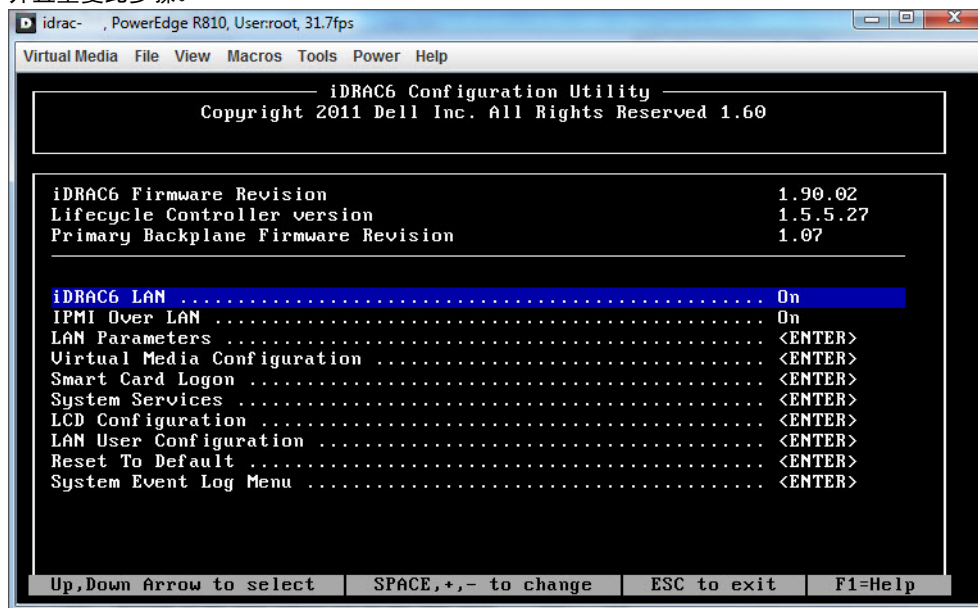 idrac- , PowerEdge R810, User:root, 31.7fps
Virtual Media File View Macros Tools Power Help
iDRAC6 Configuration Utility
Copyright 2011 Dell Inc. All Rights Reserved 1.60
iDRAC6 Firmware Revision 1.90.02
Lifecycle Controller version 1.5.5.27
Primary Backplane Firmware Revision 1.07
iDRAC6 LAN ................................................... On
IPMI Over LAN ................................................ On
LAN Parameters ............................................... <ENTER>
Virtual Media Configuration .................................. <ENTER>
Smart Card Logon ............................................. <ENTER>
System Services .............................................. <ENTER>
LCD Configuration ............................................ <ENTER>
LAN User Configuration ....................................... <ENTER>
Reset To Default ............................................. <ENTER>
System Event Log Menu ........................................ <ENTER>
Up,Down Arrow to select SPACE,+,- to change ESC to exit F1=Help